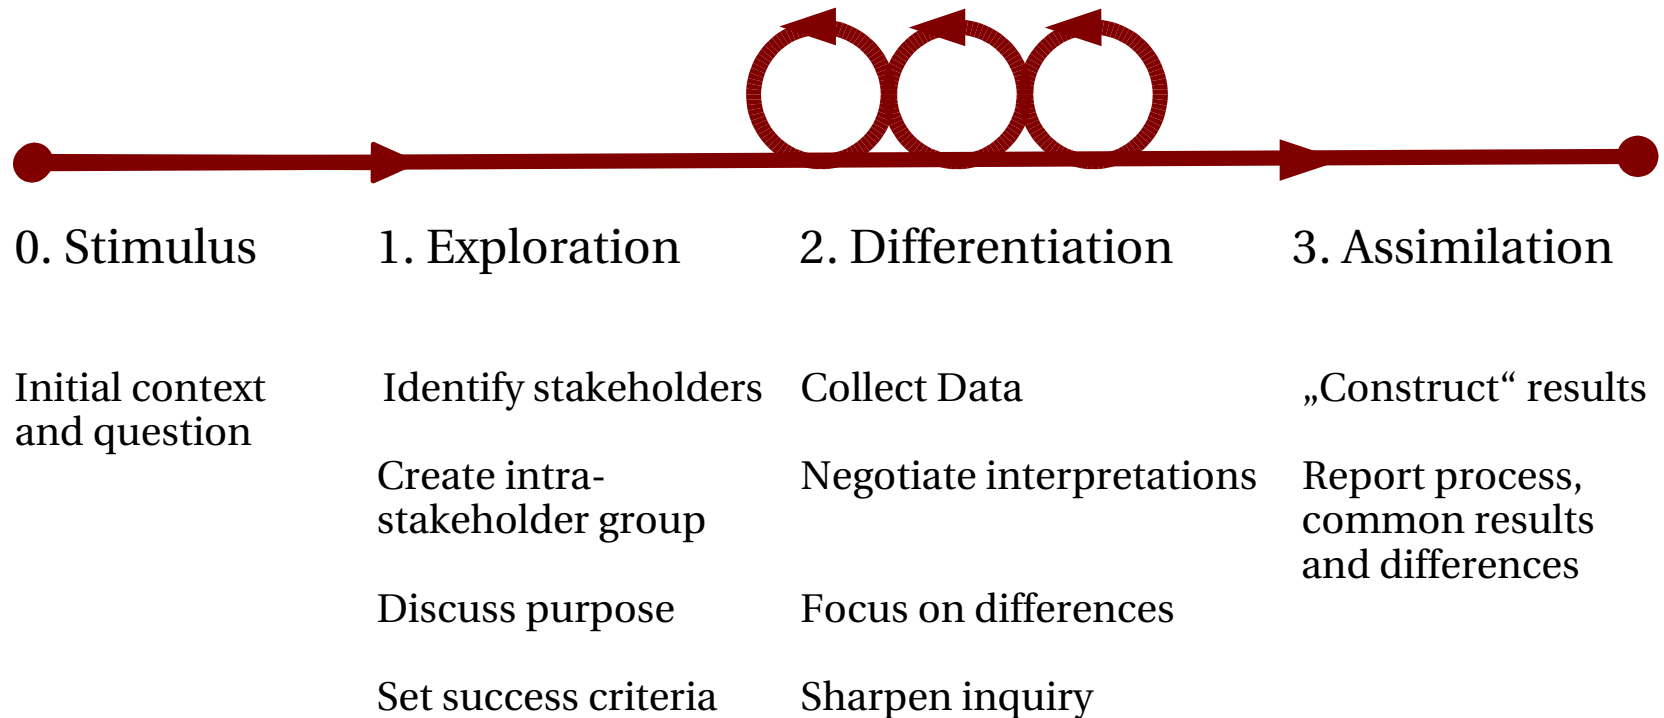 0. Stimulus
1. Exploration
2. Differentiation
3. Assimilation
Initial context
and question
Identify stakeholders
Create intra-
stakeholder group
Discuss purpose
Set success criteria
Collect Data
Negotiate interpretations
Focus on differences
Sharpen inquiry
„Construct“ results
Report process,
common results
and differences